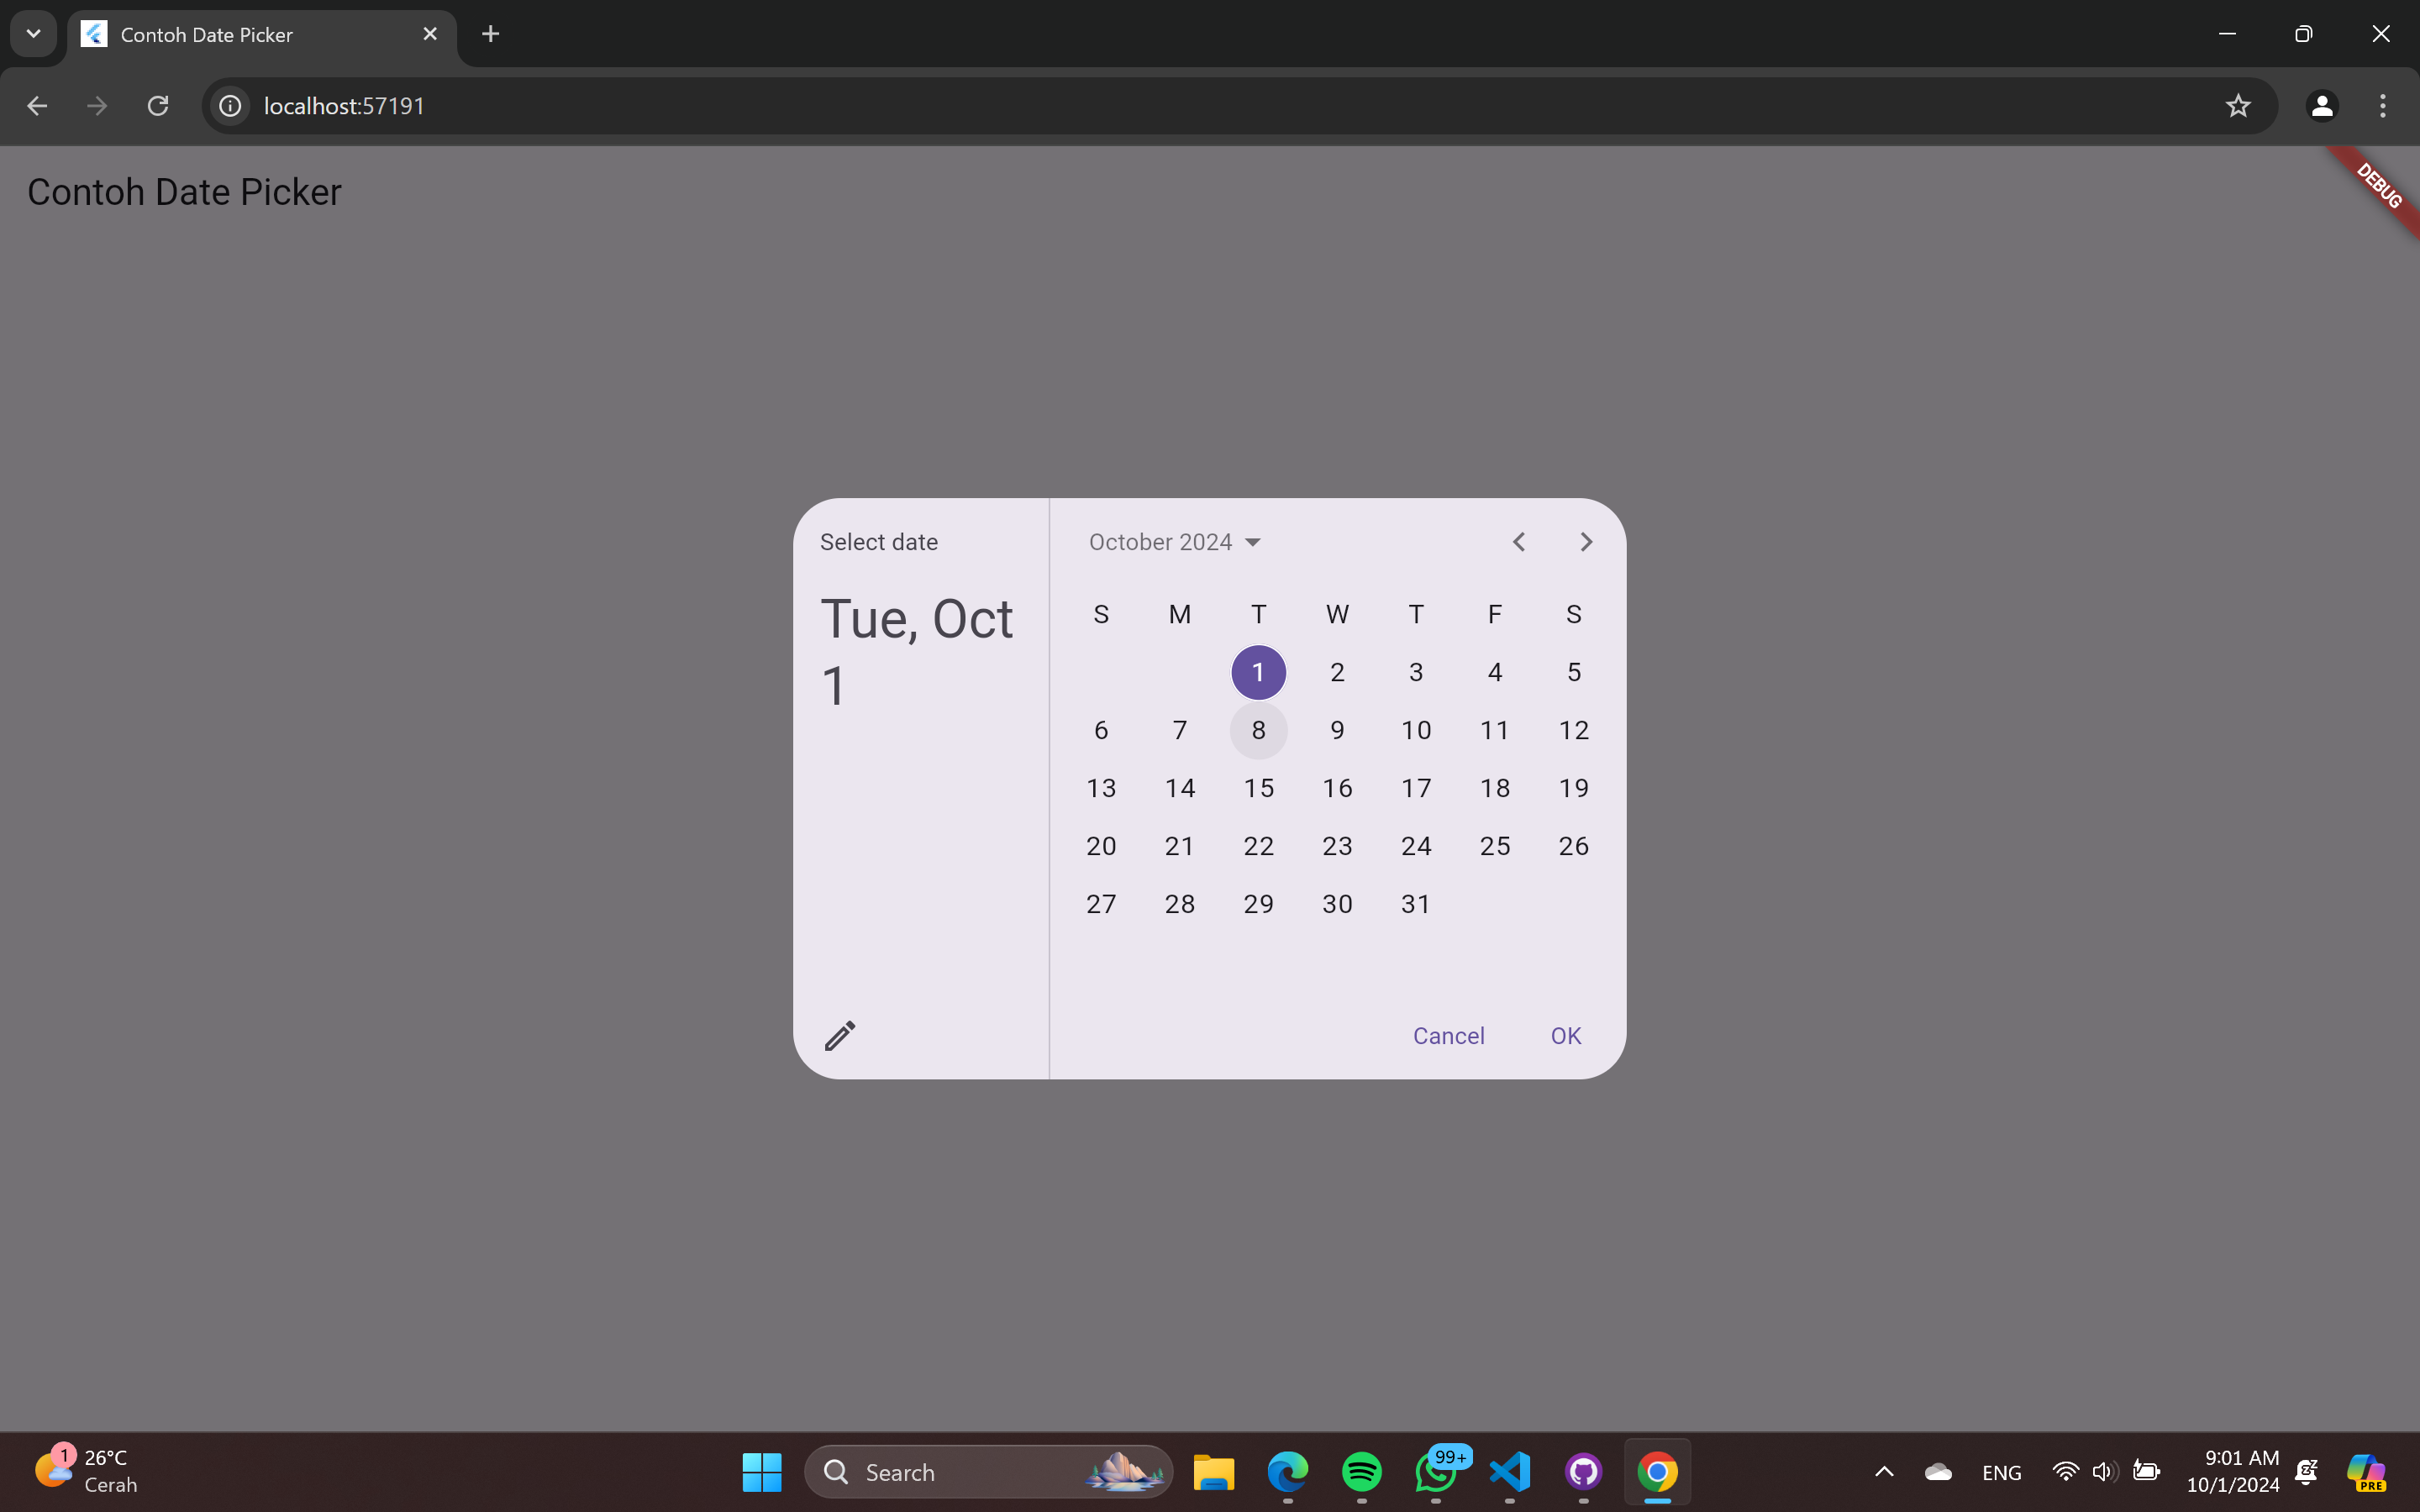 Contoh Date Picker
localhost:57191
Contoh Date Picker
DEBUG
Select date
Tue, Oct
1
October 2024
S M T W T F S
1 2 3 4 5
6 7 8 9 10 11 12
13 14 15 16 17 18 19
20 21 22 23 24 25 26
27 28 29 30 31
Cancel OK
1
26°C
Cerah
Search
99+
ENG
9:01 AM
10/1/2024
PRE